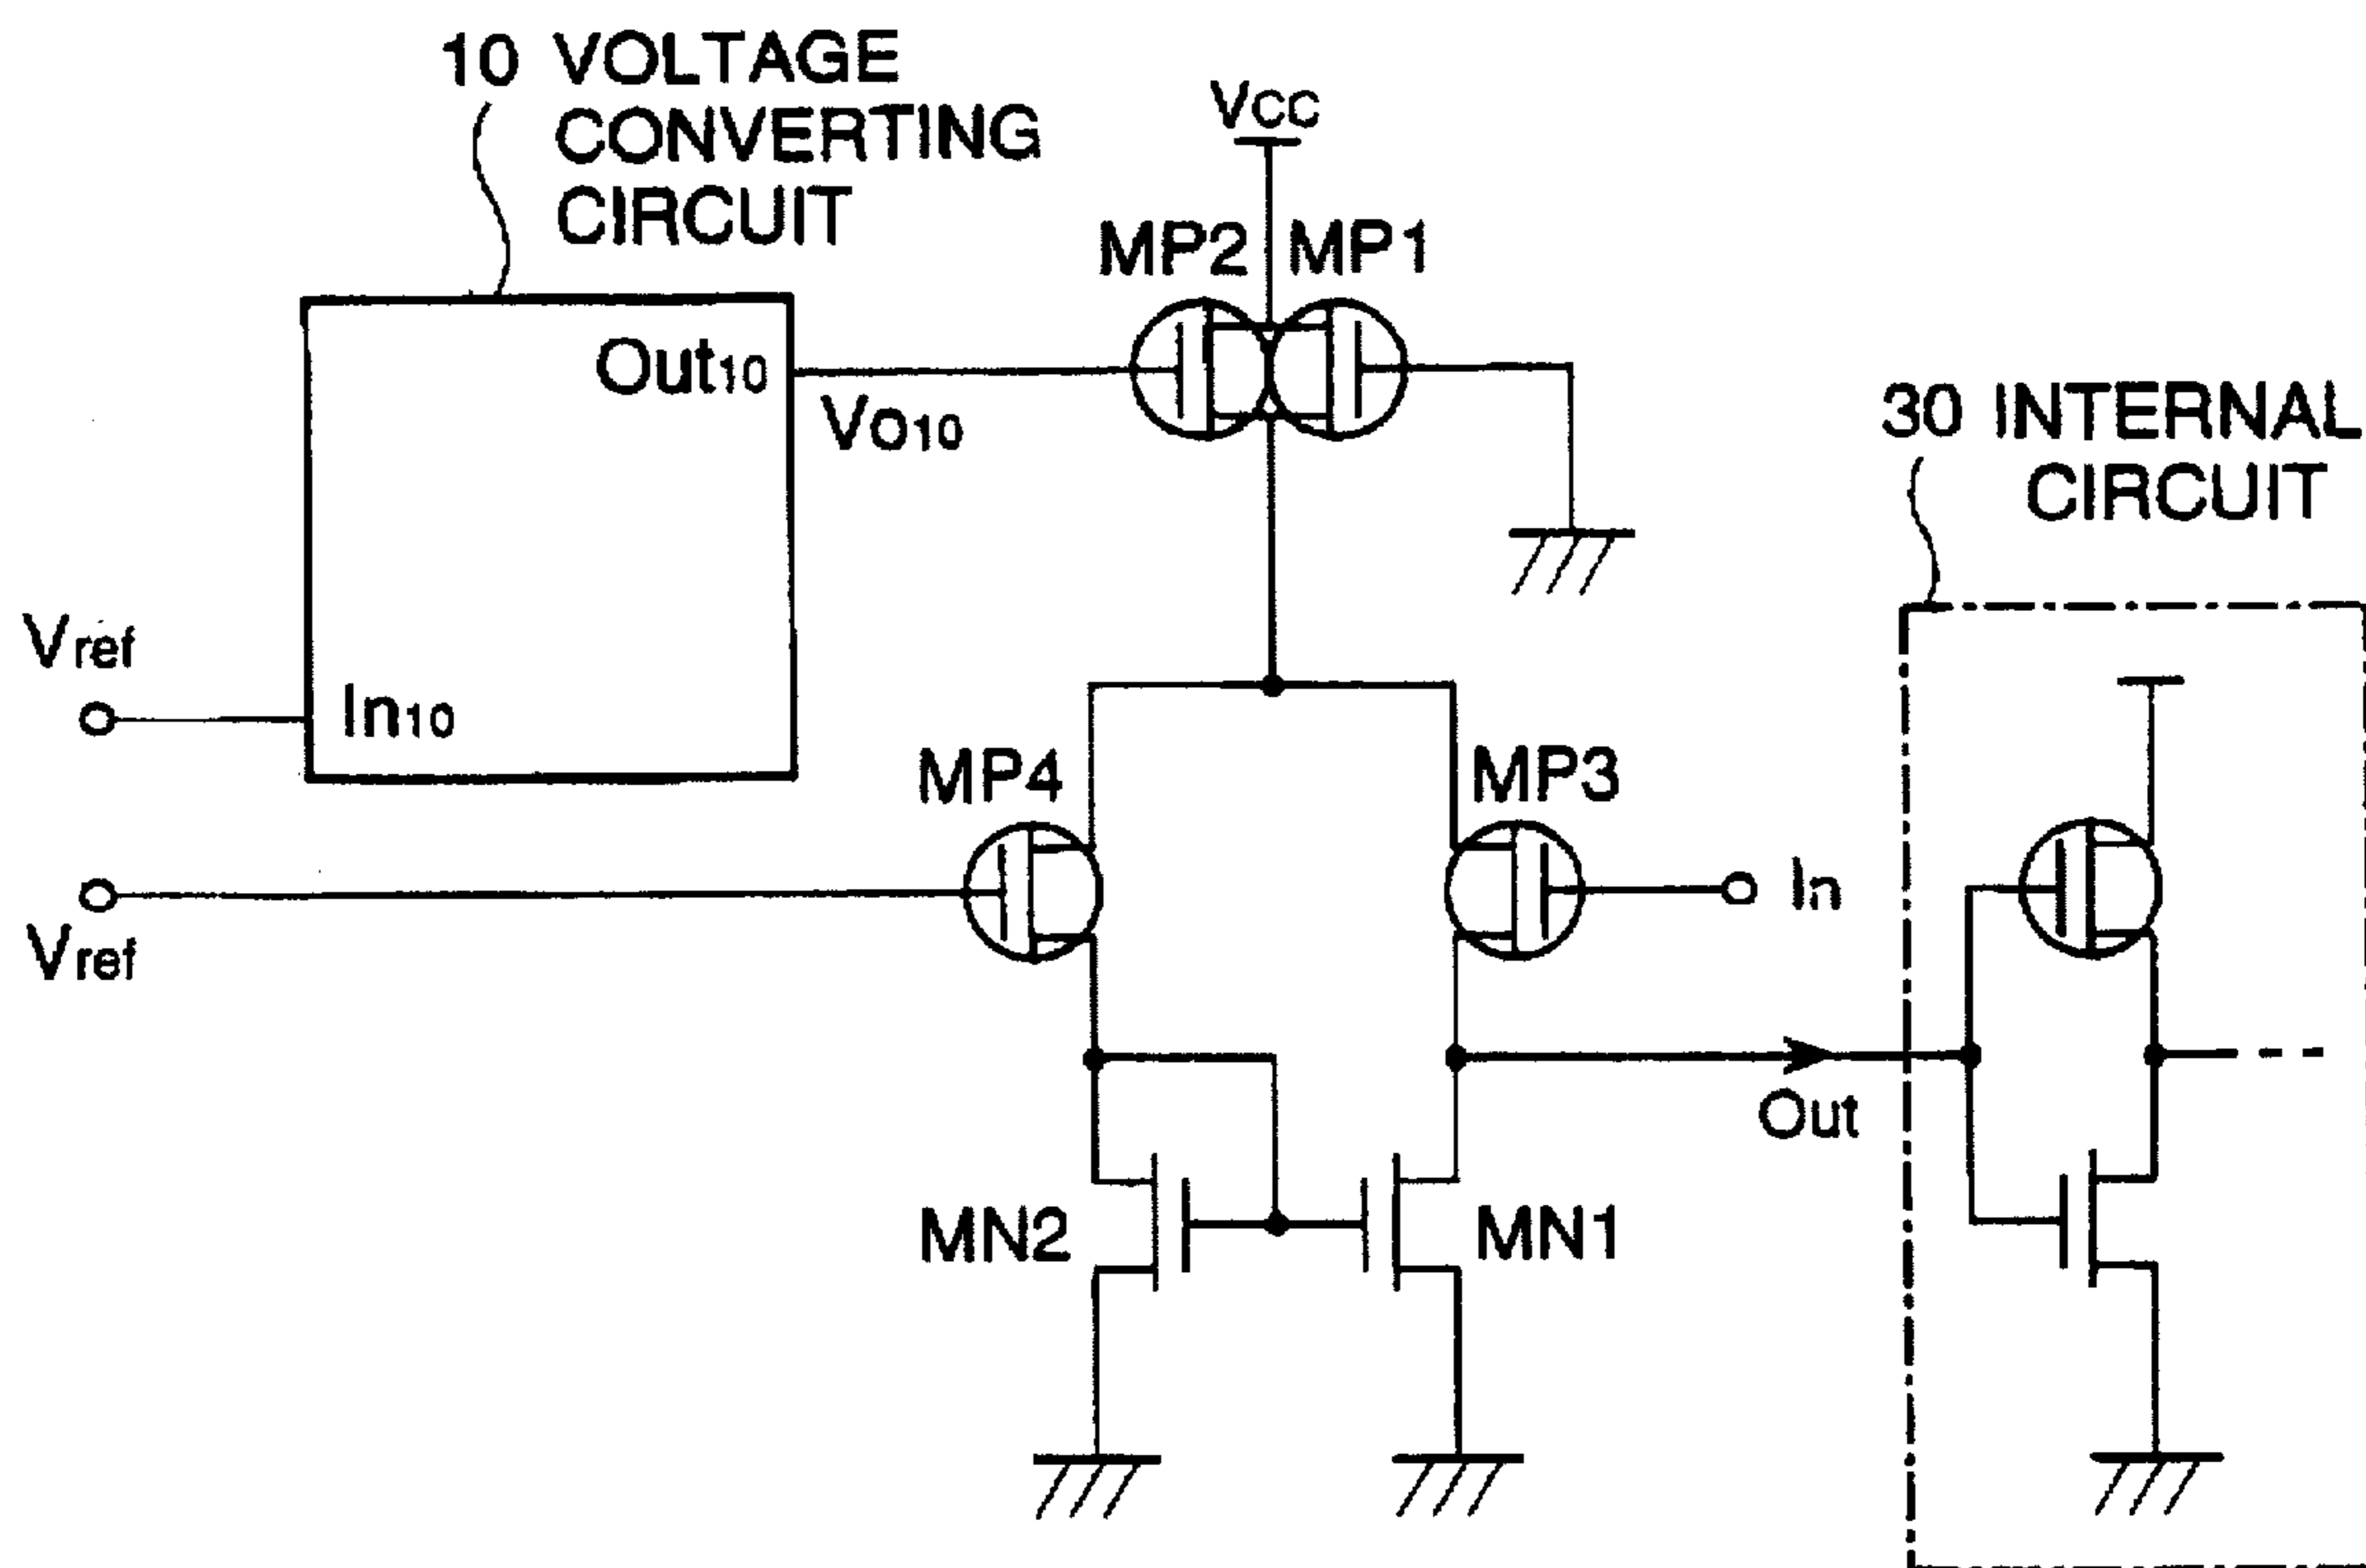 10 VOLTAGE
CONVERTING
CIRCUIT
Vcc
MP2 MP1
Out10
VO10
30 INTERNAL
CIRCUIT
Vref
In10
MP4
MP3
In
Vref
Out
MN2
MN1